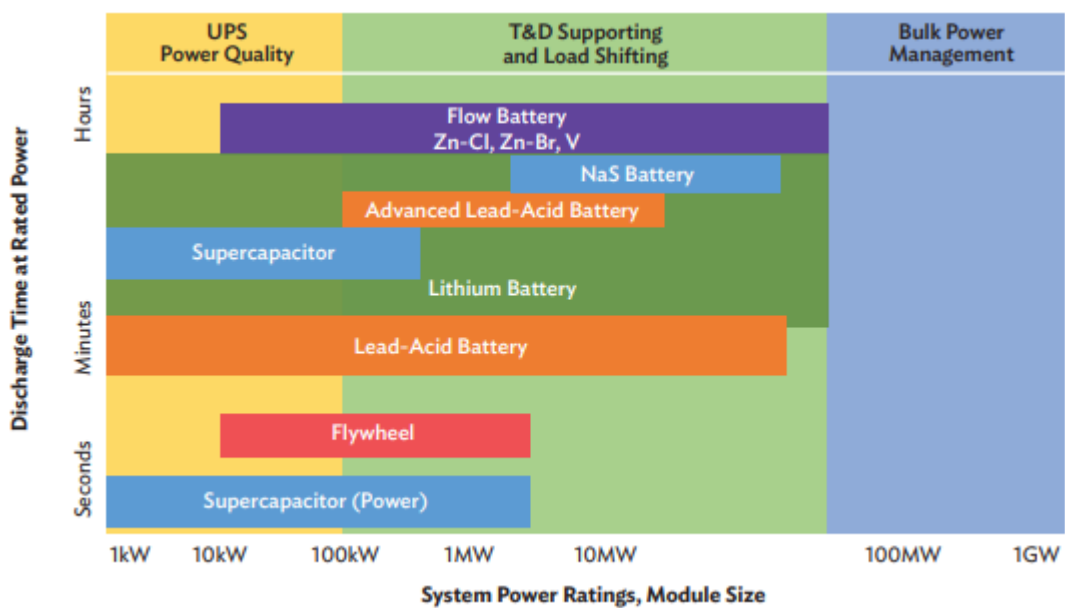 UPS
Power Quality
T&D Supporting
and Load Shifting
Bulk Power
Management
Discharge Time at Rated Power
Hours
Minutes
Seconds
Flow Battery
Zn-Cl, Zn-Br, V
NaS Battery
Advanced Lead-Acid Battery
Supercapacitor
Lithium Battery
Lead-Acid Battery
Flywheel
Supercapacitor (Power)
1kW 10kW 100kW 1MW 10MW 100MW 1GW
System Power Ratings, Module Size